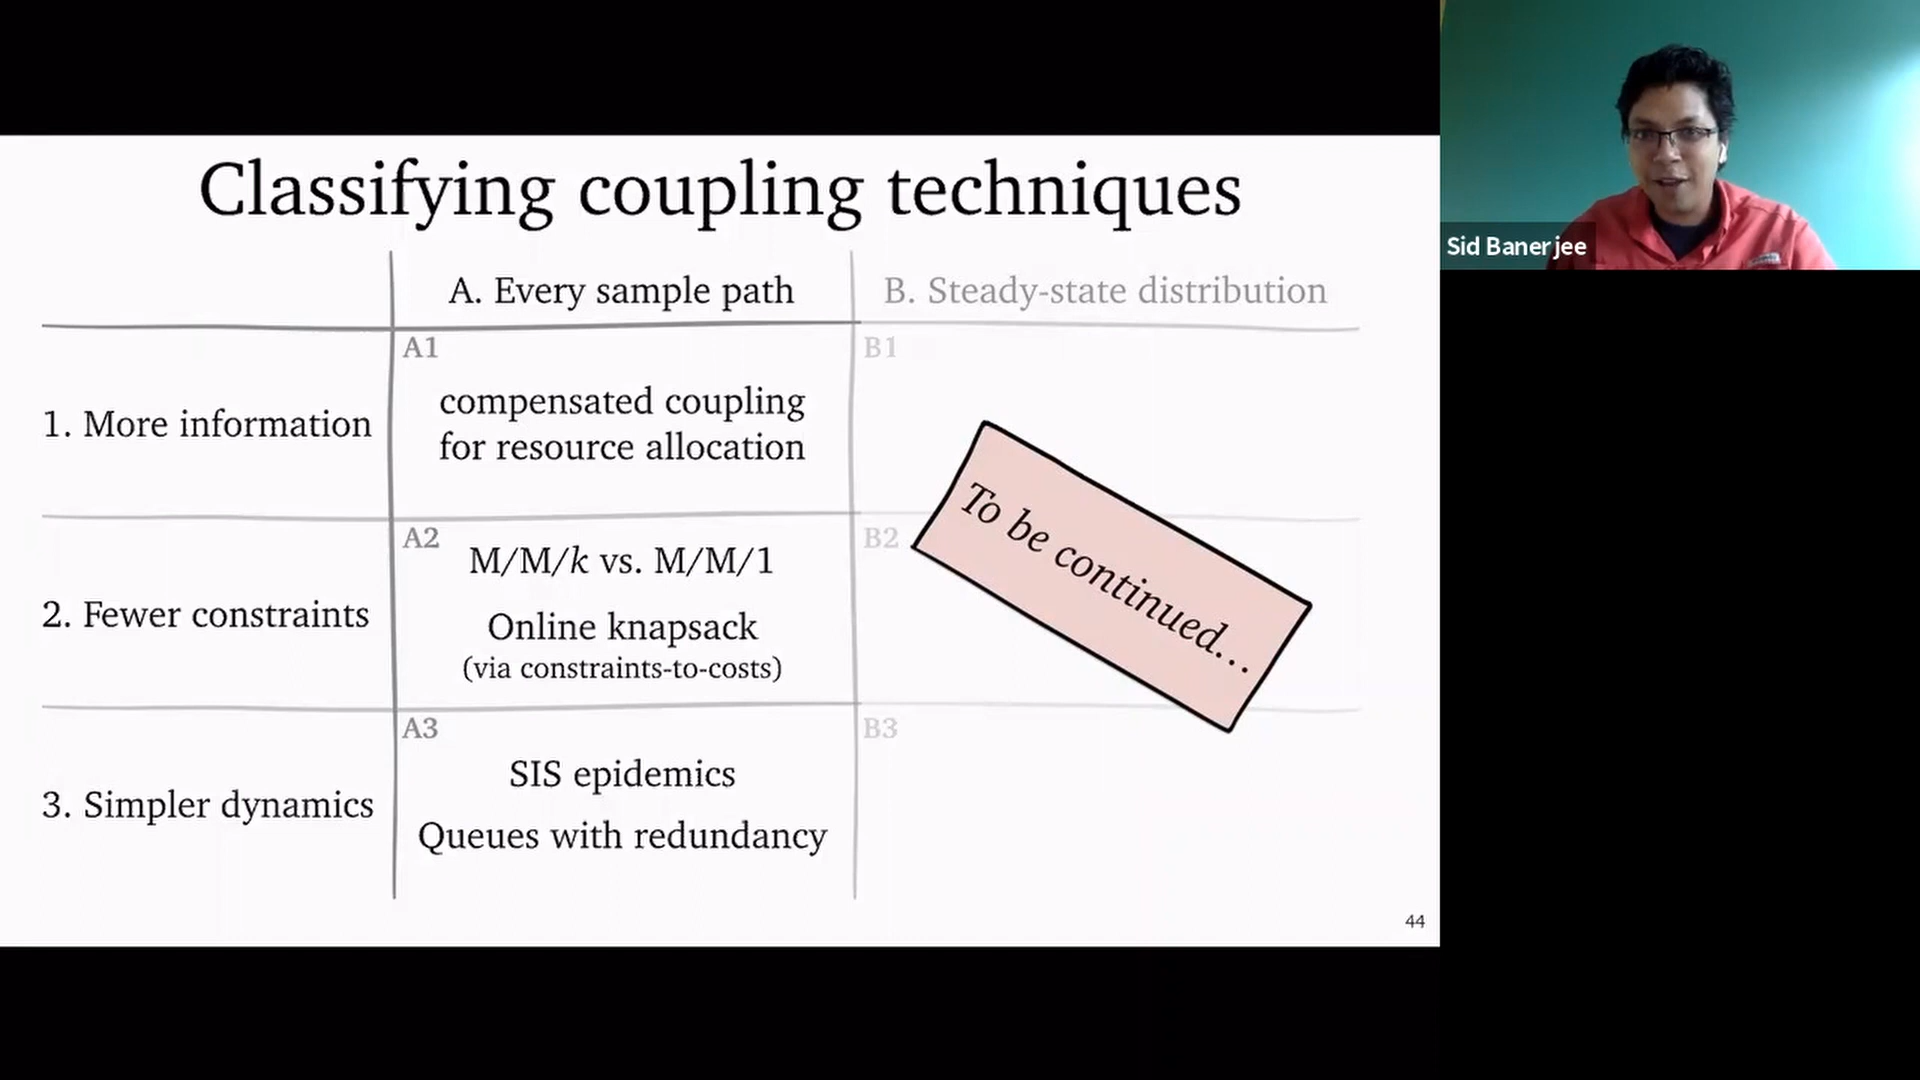 Classifying coupling techniques
A. Every sample path
B. Steady-state distribution
1. More information
A1
compensated coupling
for resource allocation
B1
2. Fewer constraints
A2
M/M/k vs. M/M/1
Online knapsack
(via constraints-to-costs)
B2
To be continued...
3. Simpler dynamics
A3
SIS epidemics
Queues with redundancy
B3
44
Sid Banerjee